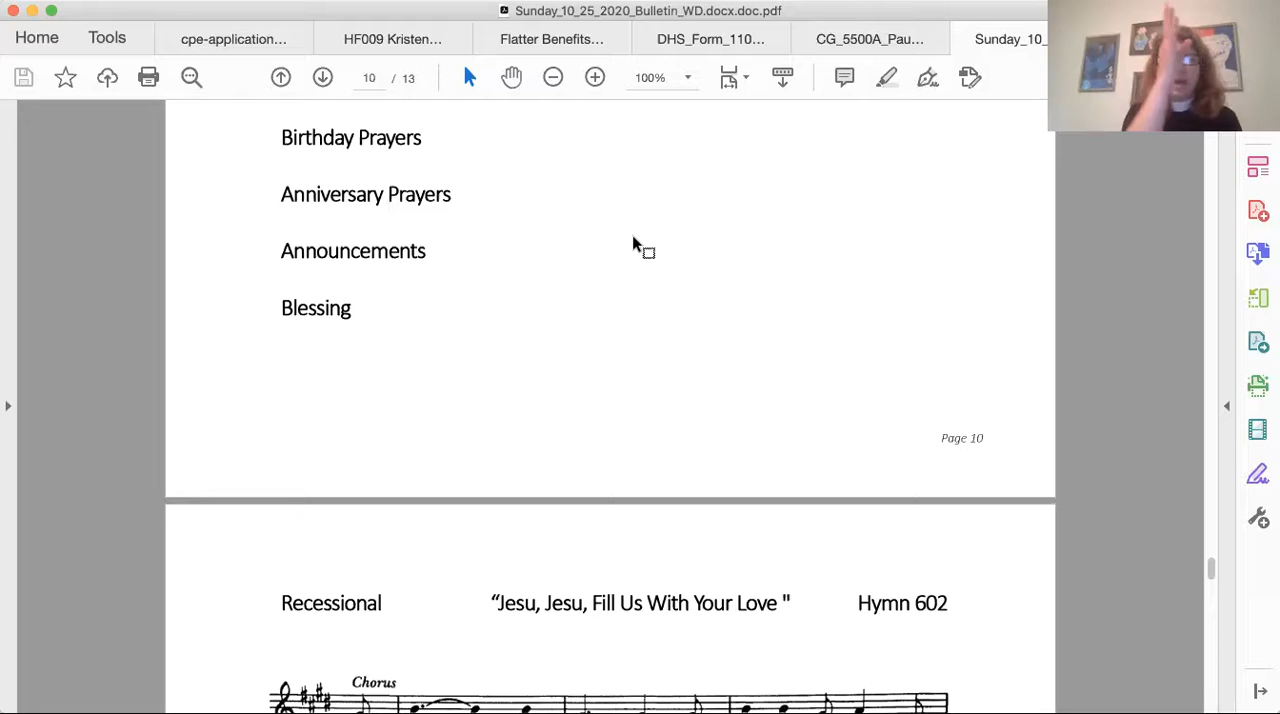 Sunday_10_25_2020_Bulletin_WD.docx.doc.pdf
Home Tools cpe-application... HF009 Kristen... Flatter Benefits... DHS_Form_110... CG_5500A_Pau... Sunday_10_
10 / 13 100%
Birthday Prayers
Anniversary Prayers
Announcements
Blessing
Page 10
Recessional “Jesu, Jesu, Fill Us With Your Love " Hymn 602
Chorus